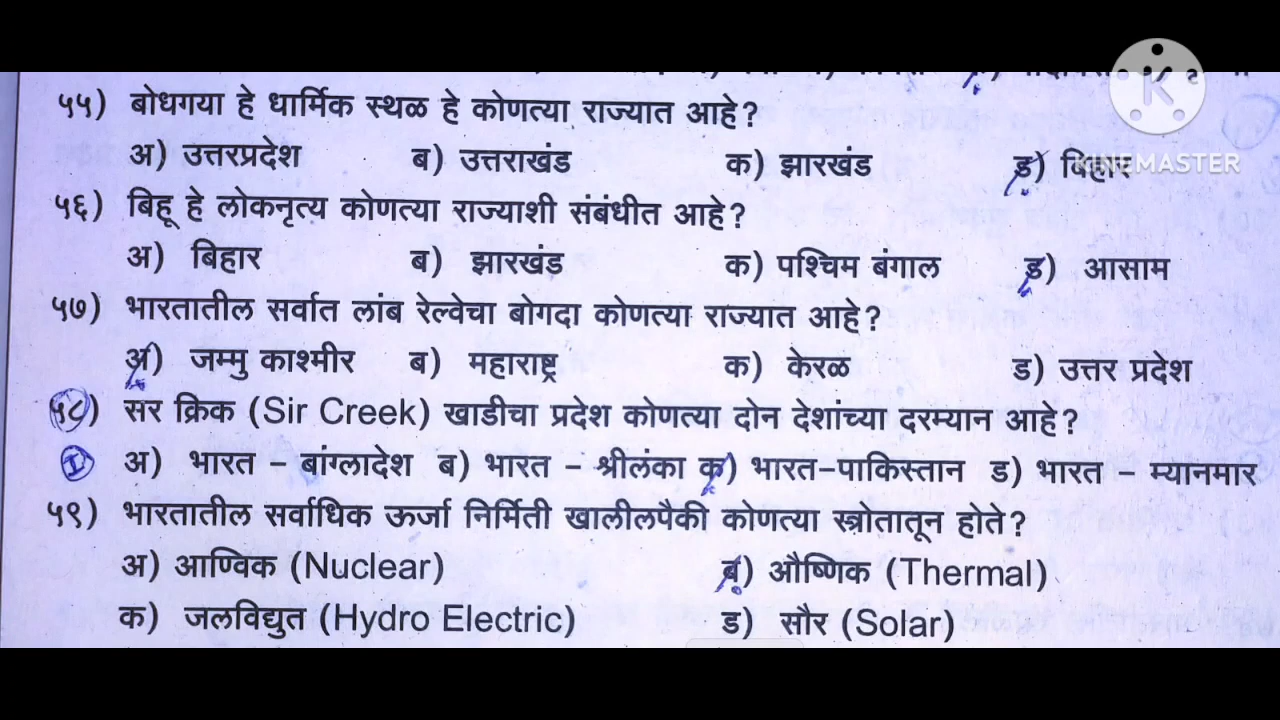 KINEMASTER
५५) बोधगया हे धार्मिक स्थळ हे कोणत्या राज्यात आहे?
अ) उत्तरप्रदेश ब) उत्तराखंड क) झारखंड ड) बिहार
५६) बिहू हे लोकनृत्य कोणत्या राज्याशी संबंधीत आहे?
अ) बिहार ब) झारखंड क) पश्चिम बंगाल ड) आसाम
५७) भारतातील सर्वात लांब रेल्वेचा बोगदा कोणत्या राज्यात आहे?
अ) जम्मु काश्मीर ब) महाराष्ट्र क) केरळ ड) उत्तर प्रदेश
५८) सर क्रिक (Sir Creek) खाडीचा प्रदेश कोणत्या दोन देशांच्या दरम्यान आहे?
I अ) भारत – बांग्लादेश ब) भारत – श्रीलंका क) भारत–पाकिस्तान ड) भारत – म्यानमार
५९) भारतातील सर्वाधिक ऊर्जा निर्मिती खालीलपैकी कोणत्या स्त्रोतातून होते?
अ) आण्विक (Nuclear) ब) औष्णिक (Thermal)
क) जलविद्युत (Hydro Electric) ड) सौर (Solar)